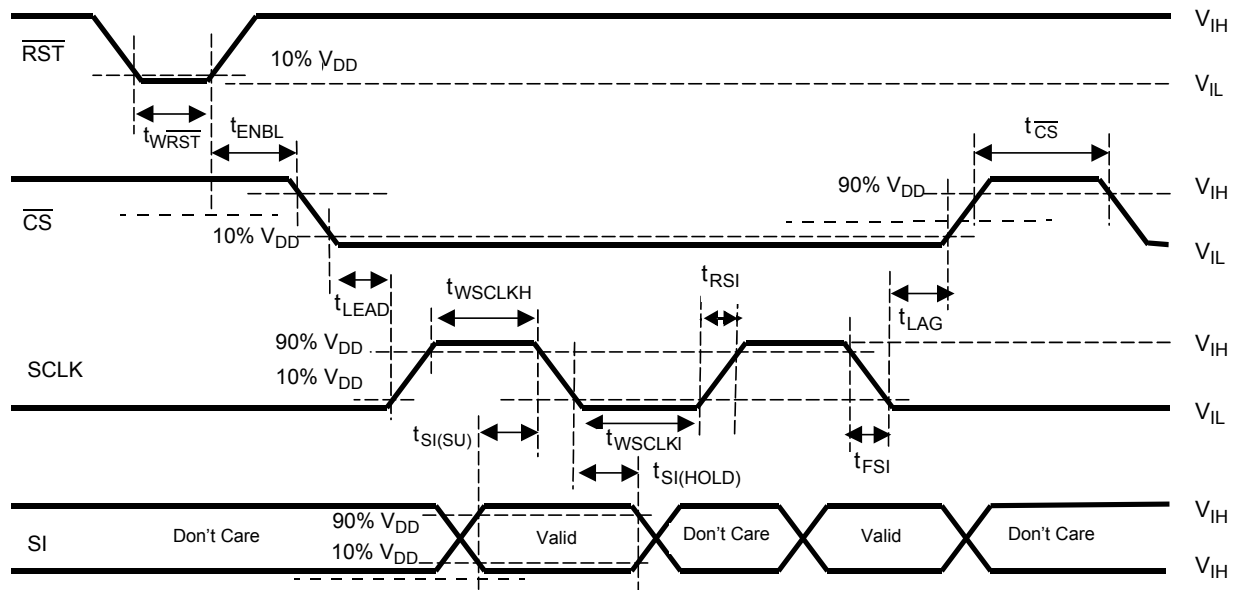 V_IH
RST
10% V_DD
V_IL
t_WRST
t_ENBL
t_CS
90% V_DD
V_IH
CS
10% V_DD
V_IL
t_LEAD
t_WSCLKH
t_RSI
t_LAG
90% V_DD
V_IH
SCLK
10% V_DD
V_IL
t_SI(SU)
t_WSCLKl
t_SI(HOLD)
t_FSI
90% V_DD
V_IH
SI
Don't Care
Valid
Don't Care
Valid
Don't Care
10% V_DD
V_IH